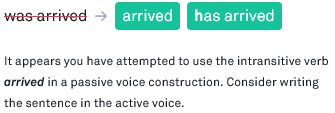 was arrived → arrived has arrived
It appears you have attempted to use the intransitive verb
arrived in a passive voice construction. Consider writing
the sentence in the active voice.